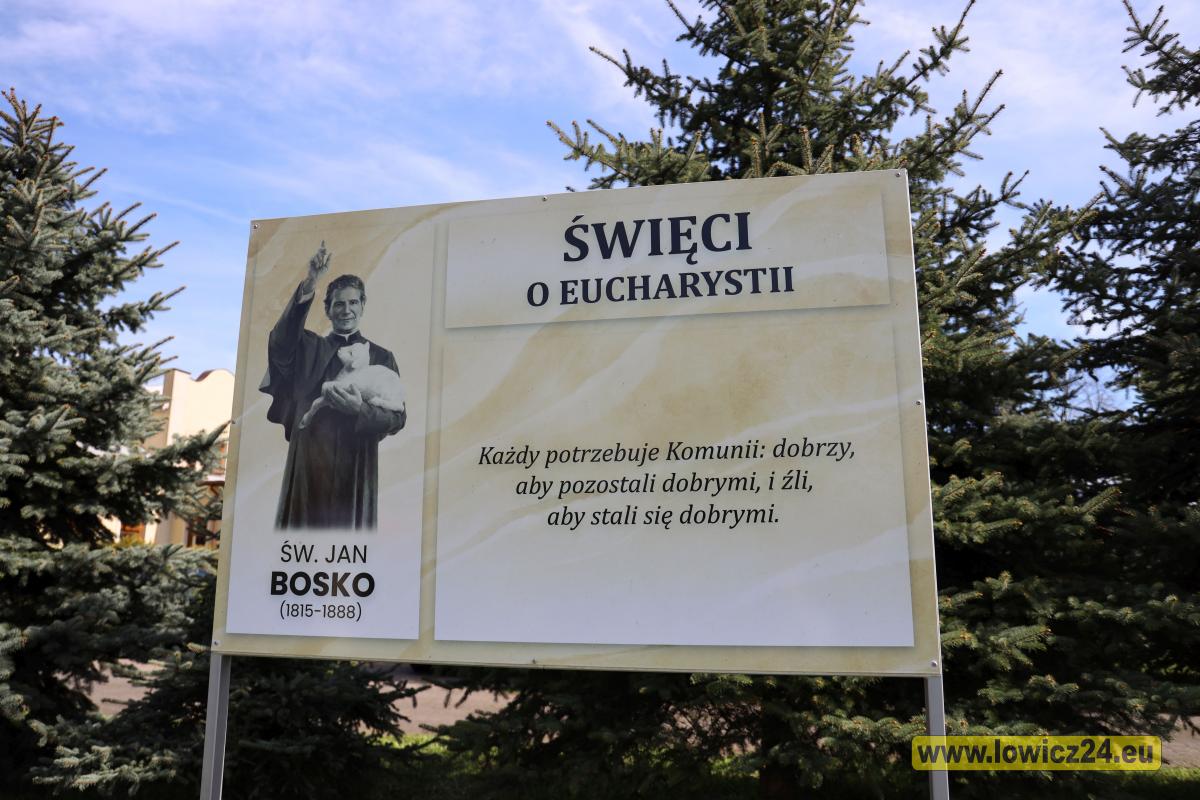 ŚWIĘCI
O EUCHARYSTII
Każdy potrzebuje Komunii: dobrzy,
aby pozostali dobrymi, i źli,
aby stali się dobrymi.
ŚW. JAN
BOSKO
(1815-1888)
www.lowicz24.eu